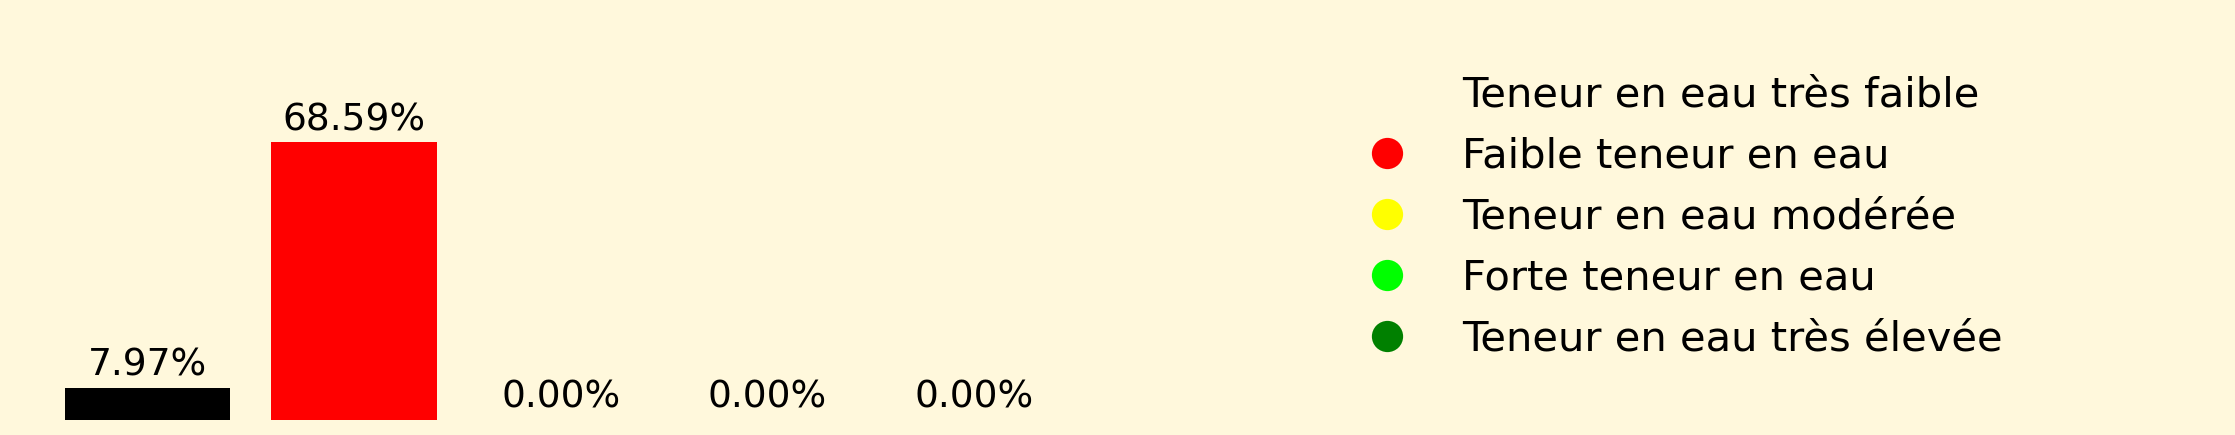 68.59%
7.97%
0.00%
0.00%
0.00%
Teneur en eau très faible
Faible teneur en eau
Teneur en eau modérée
Forte teneur en eau
Teneur en eau très élevée